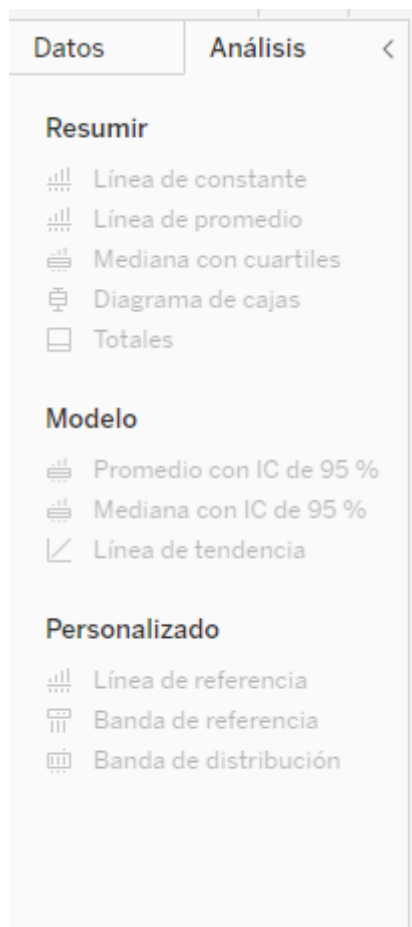 Datos Análisis <
Resumir
Línea de constante
Línea de promedio
Mediana con cuartiles
Diagrama de cajas
Totales
Modelo
Promedio con IC de 95 %
Mediana con IC de 95 %
Línea de tendencia
Personalizado
Línea de referencia
Banda de referencia
Banda de distribución